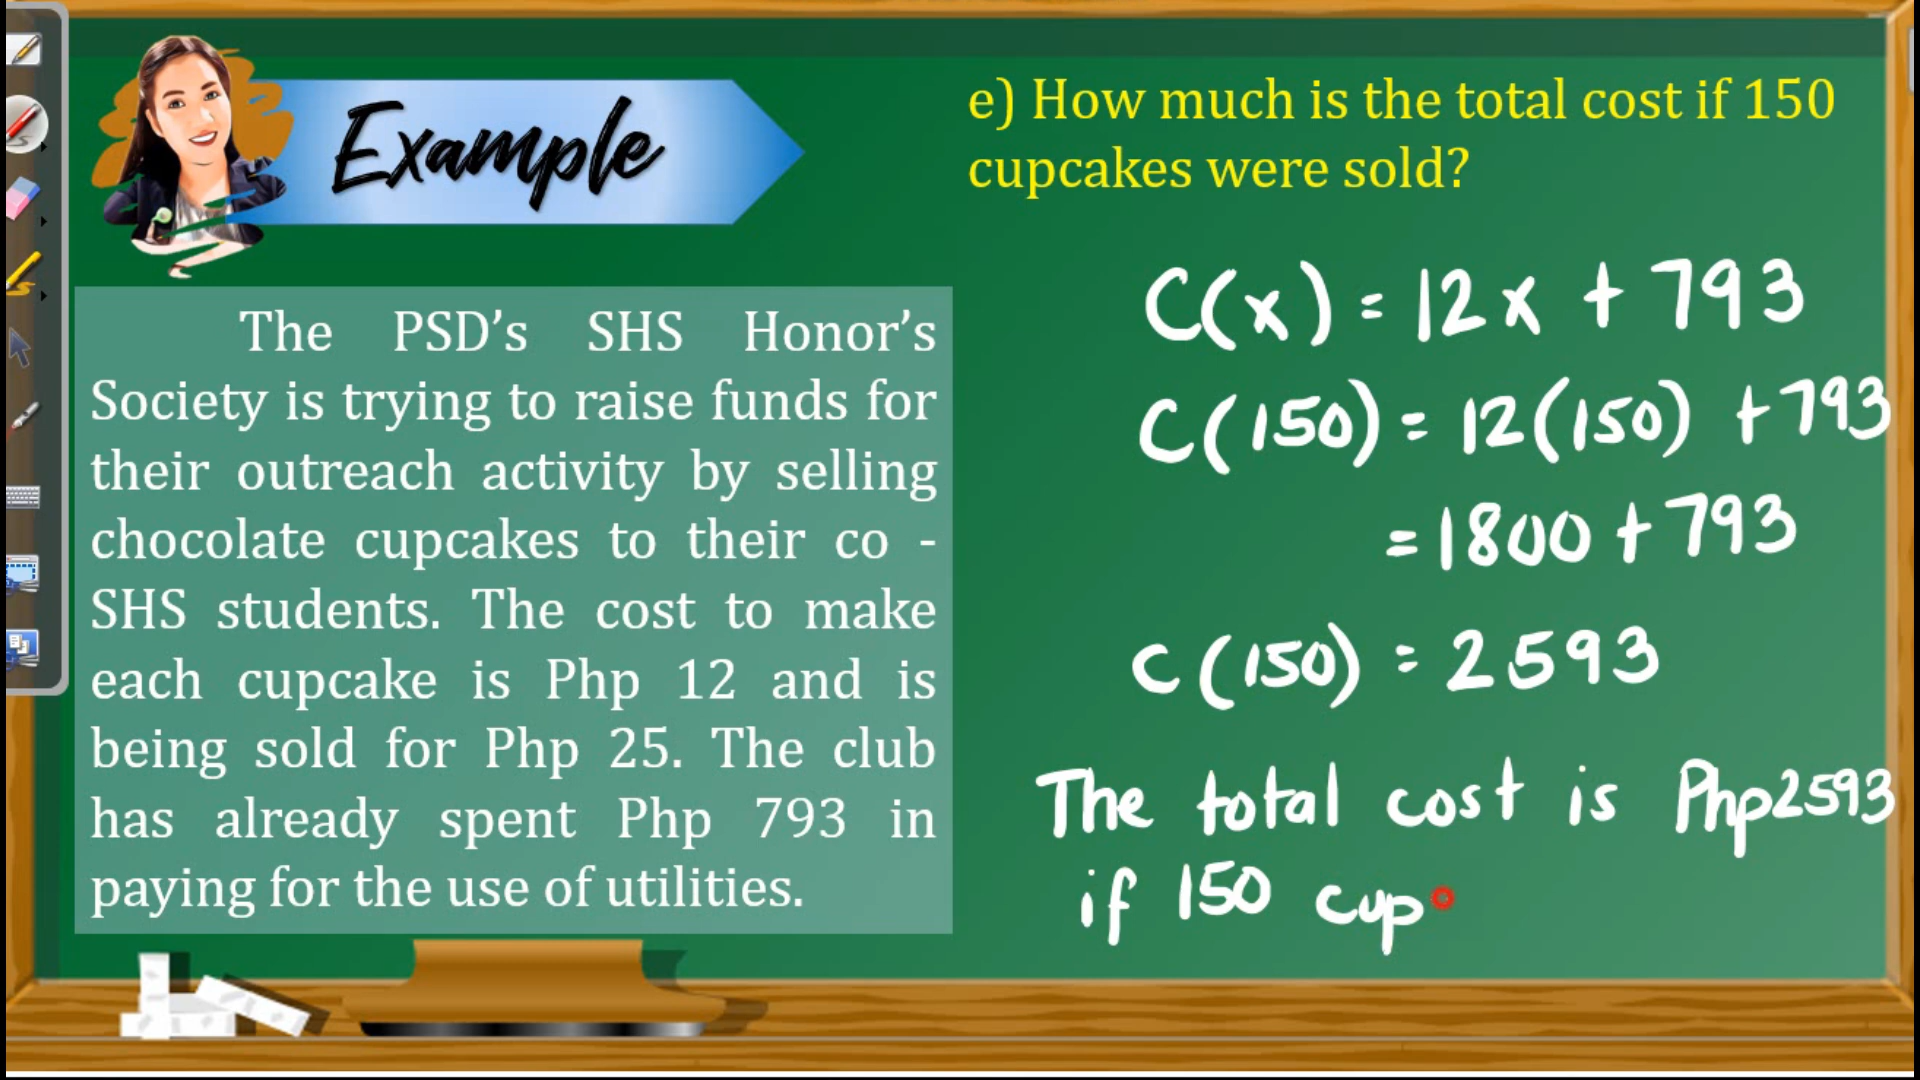 Example
The PSD's SHS Honor's
Society is trying to raise funds for
their outreach activity by selling
chocolate cupcakes to their co -
SHS students. The cost to make
each cupcake is Php 12 and is
being sold for Php 25. The club
has already spent Php 793 in
paying for the use of utilities.
e) How much is the total cost if 150
cupcakes were sold?
C(x) = 12x + 793
C(150) = 12(150) + 793
= 1800 + 793
C(150) = 2593
The total cost is Php2593
if 150 cup